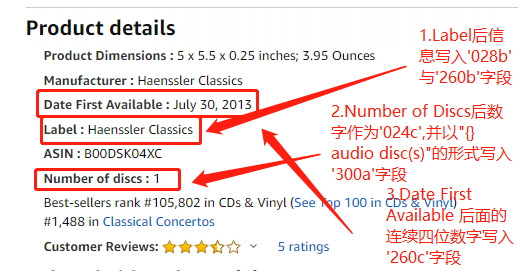 Product details
Product Dimensions : 5 x 5.5 x 0.25 inches; 3.95 Ounces
Manufacturer : Haenssler Classics
Date First Available : July 30, 2013
Label : Haenssler Classics
ASIN : B00DSK04XC
Number of discs : 1
Best-sellers rank #105,802 in CDs & Vinyl (See Top 100 in CDs & Vinyl)
#1,488 in Classical Concertos
Customer Reviews: 5 ratings
1.Label后信
息写入'028b'
与'260b'字段
2.Number of Discs后数
字作为'024c',并以"{}
audio disc(s)"的形式写入
'300a'字段
3.Date First
Available 后面的
连续四位数字写入
'260c'字段